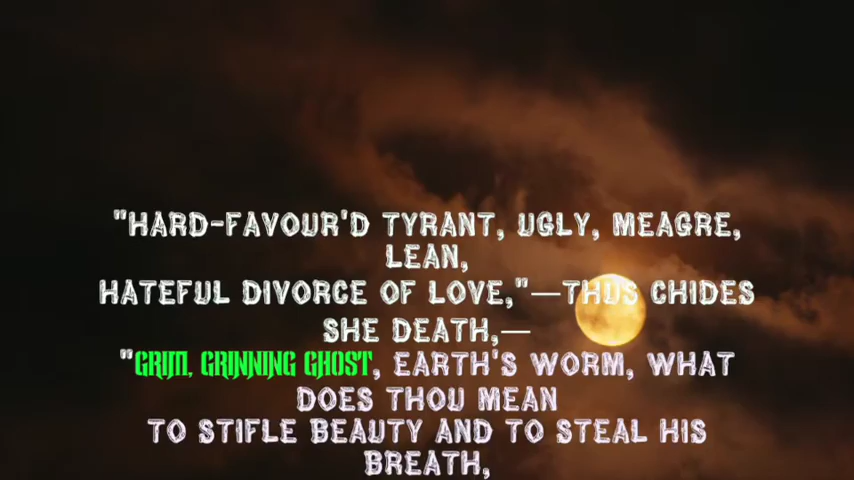 "HARD-FAVOUR'D TYRANT, UGLY, MEAGRE,
LEAN,
HATEFUL DIVORCE OF LOVE,"—THUS CHIDES
SHE DEATH,—
"GRIM, GRINNING GHOST, EARTH'S WORM, WHAT
DOES THOU MEAN
TO STIFLE BEAUTY AND TO STEAL HIS
BREATH,